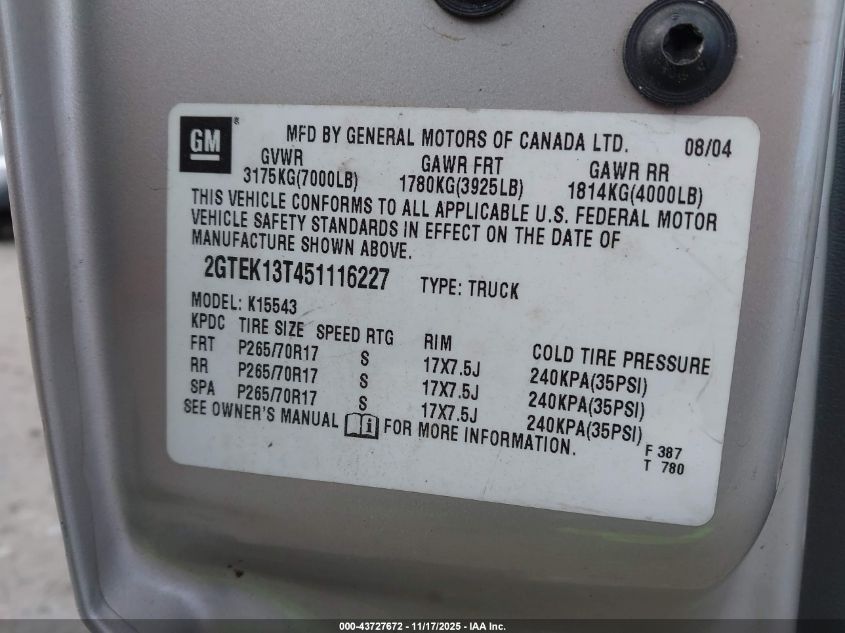 GM ® MFD BY GENERAL MOTORS OF CANADA LTD. 08/04
GVWR GAWR FRT GAWR RR
3175KG(7000LB) 1780KG(3925LB) 1814KG(4000LB)
THIS VEHICLE CONFORMS TO ALL APPLICABLE U.S. FEDERAL MOTOR
VEHICLE SAFETY STANDARDS IN EFFECT ON THE DATE OF
MANUFACTURE SHOWN ABOVE.
2GTEK13T451116227 TYPE: TRUCK
MODEL: K15543
KPDC TIRE SIZE SPEED RTG RIM COLD TIRE PRESSURE
FRT P265/70R17 S 17X7.5J 240KPA(35PSI)
RR P265/70R17 S 17X7.5J 240KPA(35PSI)
SPA P265/70R17 S 17X7.5J 240KPA(35PSI)
SEE OWNER'S MANUAL FOR MORE INFORMATION.
F 387
T 780
000-43727672 — 11/17/2025 — IAA Inc.